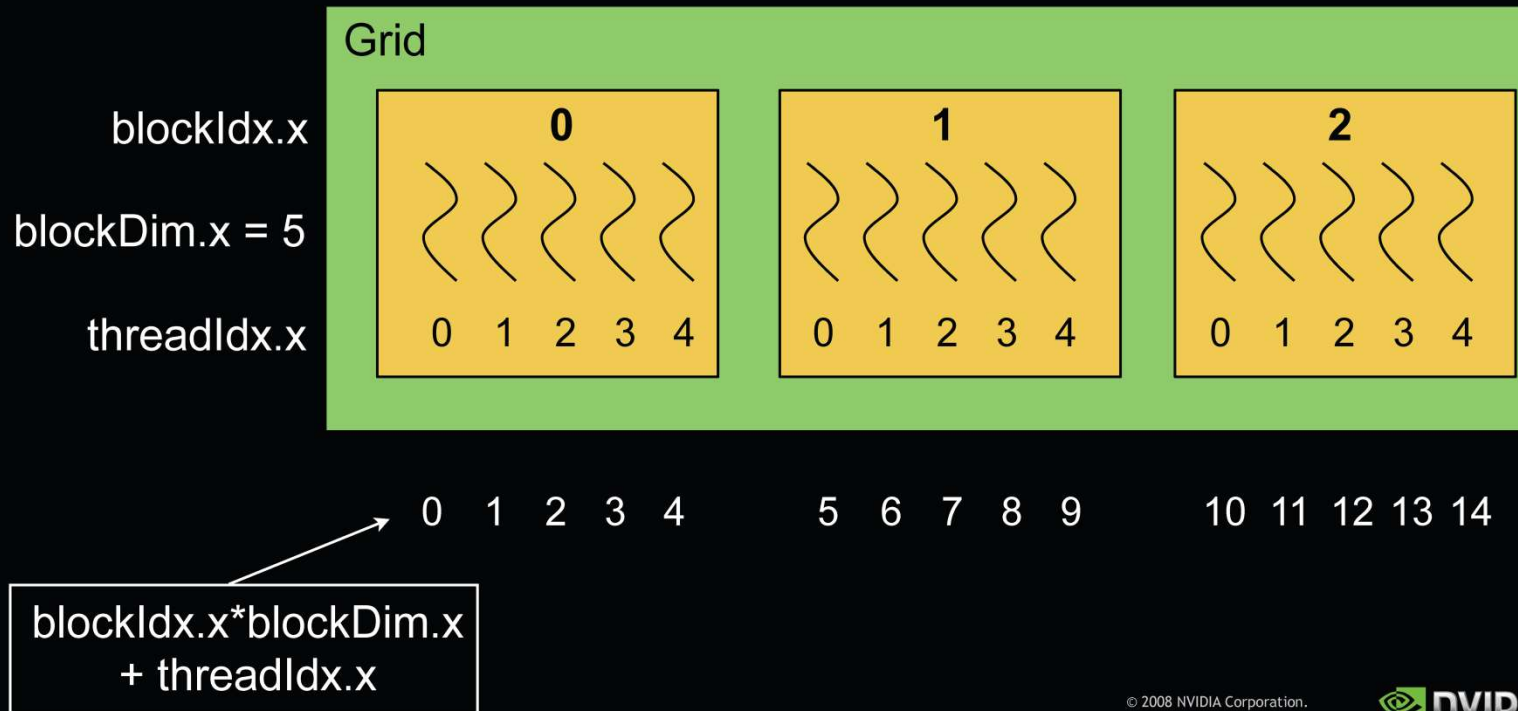 Grid
blockIdx.x
0 1 2
blockDim.x = 5
threadIdx.x
0 1 2 3 4 0 1 2 3 4 0 1 2 3 4
0 1 2 3 4 5 6 7 8 9 10 11 12 13 14
blockIdx.x*blockDim.x
+ threadIdx.x
© 2008 NVIDIA Corporation.